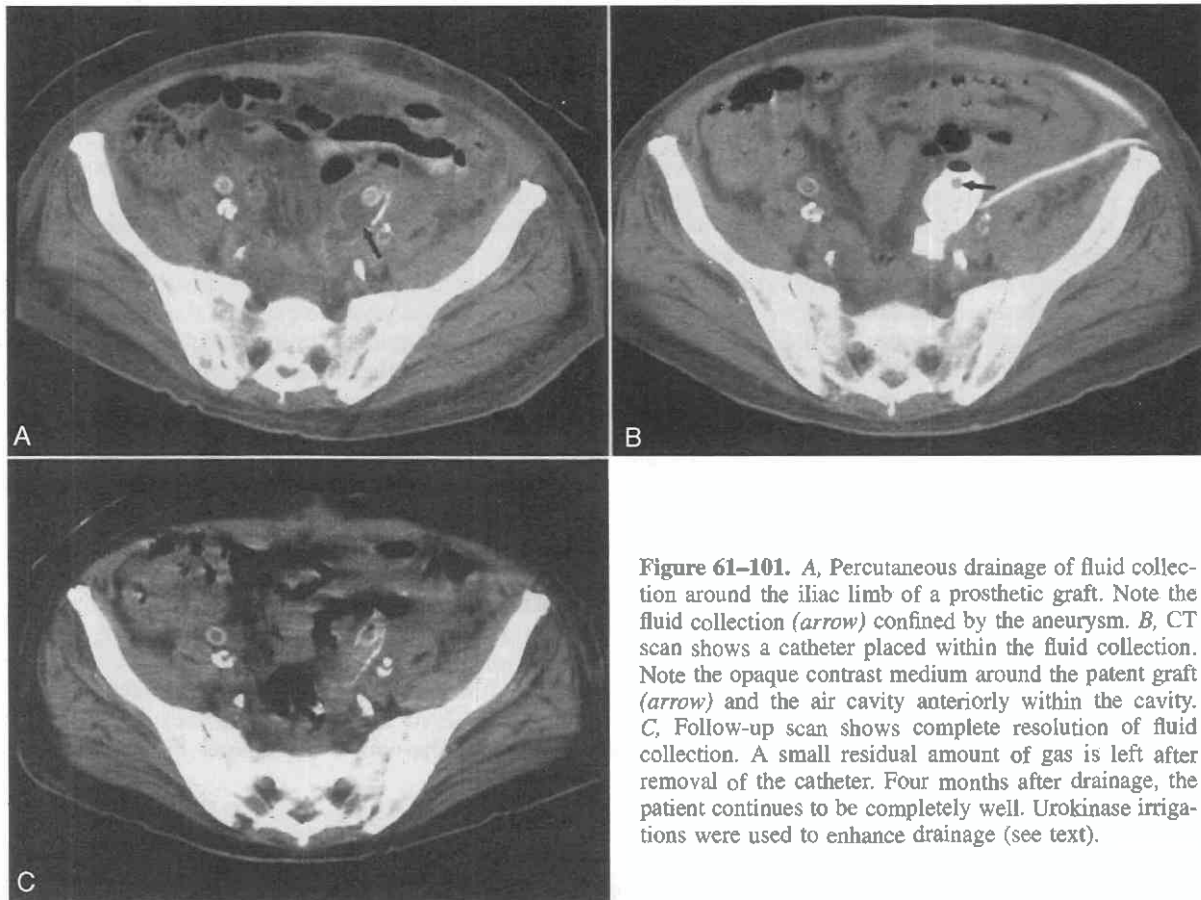 A
B
C
Figure 61–101. A, Percutaneous drainage of fluid collec-
tion around the iliac limb of a prosthetic graft. Note the
fluid collection (arrow) confined by the aneurysm. B, CT
scan shows a catheter placed within the fluid collection.
Note the opaque contrast medium around the patent graft
(arrow) and the air cavity anteriorly within the cavity.
C, Follow-up scan shows complete resolution of fluid
collection. A small residual amount of gas is left after
removal of the catheter. Four months after drainage, the
patient continues to be completely well. Urokinase irriga-
tions were used to enhance drainage (see text).